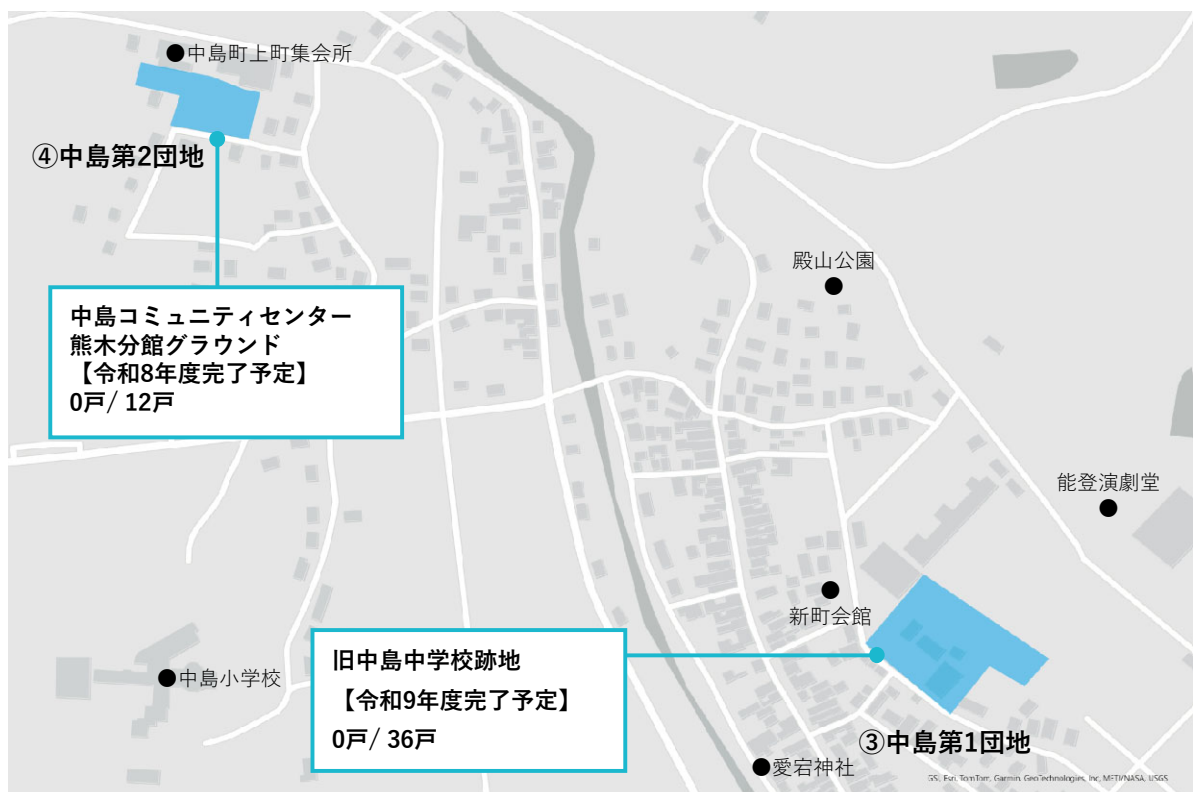 ●中島町上町集会所
④中島第2団地
殿山公園
中島コミュニティセンター
熊木分館グラウンド
【令和8年度完了予定】
0戸/ 12戸
能登演劇堂
新町会館
旧中島中学校跡地
【令和9年度完了予定】
0戸/ 36戸
●中島小学校
③中島第1団地
●愛宕神社
GS, Esri, TomTom, Garmin, GeoTechnologies, Inc, METI/NASA, USGS